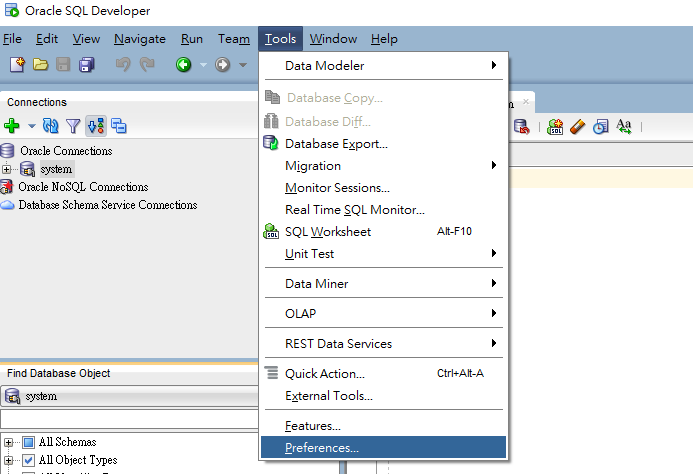 Oracle SQL Developer
File Edit View Navigate Run Team Tools Window Help
Data Modeler
Database Copy...
Database Diff...
Database Export...
Migration
Monitor Sessions...
Real Time SQL Monitor...
SQL Worksheet Alt-F10
Unit Test
Data Miner
OLAP
REST Data Services
Quick Action... Ctrl+Alt-A
External Tools...
Features...
Preferences...
Connections
Oracle Connections
system
Oracle NoSQL Connections
Database Schema Service Connections
Find Database Object
system
All Schemas
All Object Types